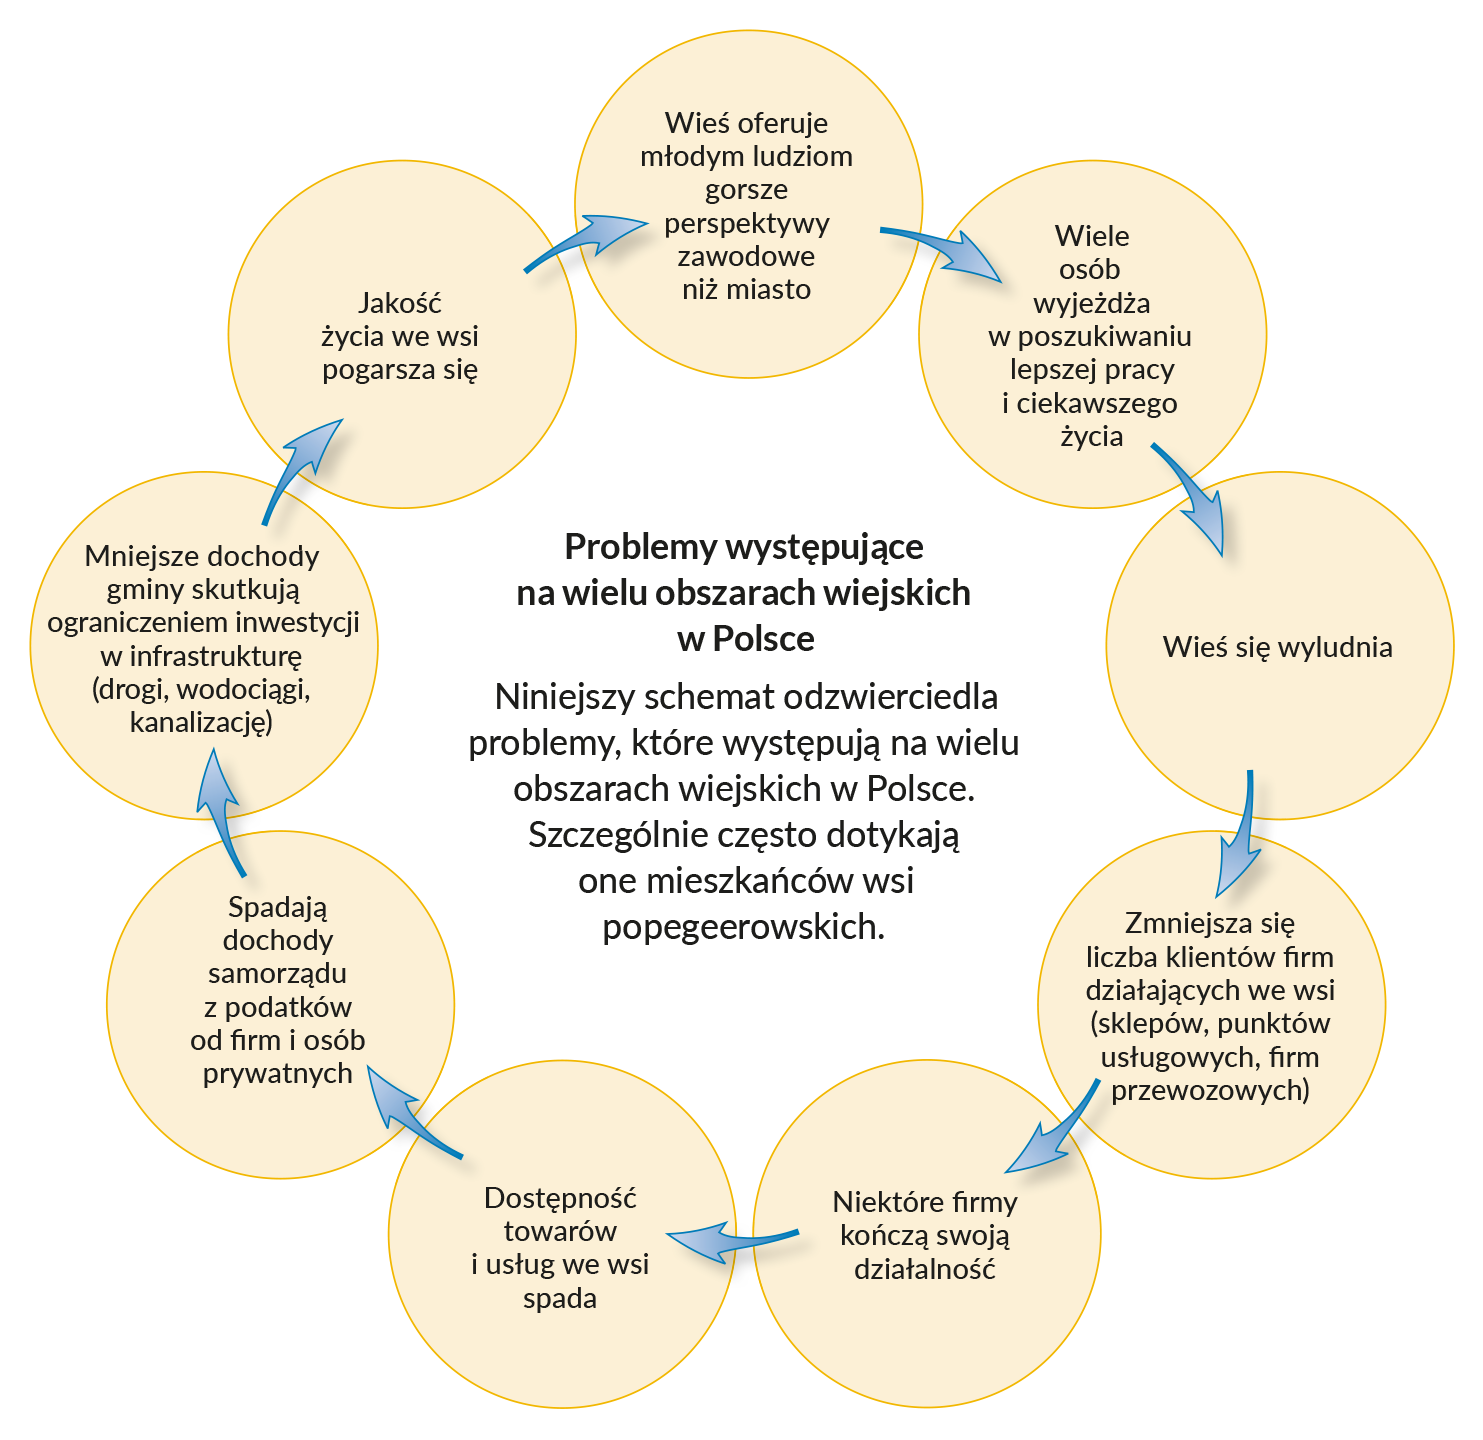 Wieś oferuje
młodym ludziom
gorsze
perspektywy
zawodowe
niż miasto
Wiele
osób
wyjeżdża
w poszukiwaniu
lepszej pracy
i ciekawszego
życia
Wieś się wyludnia
Zmniejsza się
liczba klientów firm
działających we wsi
(sklepów, punktów
usługowych, firm
przewozowych)
Niektóre firmy
kończą swoją
działalność
Dostępność
towarów
i usług we wsi
spada
Spadają
dochody
samorządu
z podatków
od firm i osób
prywatnych
Mniejsze dochody
gminy skutkują
ograniczeniem inwestycji
w infrastrukturę
(drogi, wodociągi,
kanalizację)
Jakość
życia we wsi
pogarsza się
Problemy występujące
na wielu obszarach wiejskich
w Polsce
Niniejszy schemat odzwierciedla
problemy, które występują na wielu
obszarach wiejskich w Polsce.
Szczególnie często dotykają
one mieszkańców wsi
popegeerowskich.